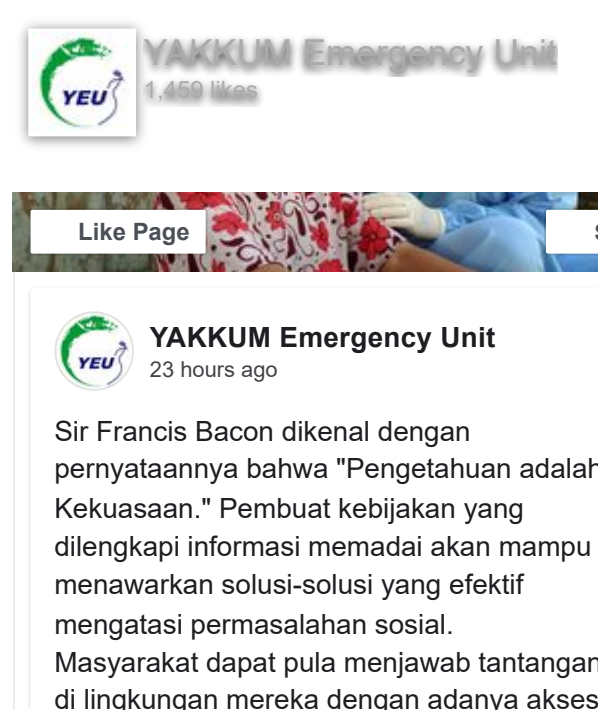 YAKKUM Emergency Unit
1,459 likes
YEU
Like Page
YAKKUM Emergency Unit
23 hours ago
YEU
Sir Francis Bacon dikenal dengan
pernyataannya bahwa "Pengetahuan adalah
Kekuasaan." Pembuat kebijakan yang
dilengkapi informasi memadai akan mampu
menawarkan solusi-solusi yang efektif
mengatasi permasalahan sosial.
Masyarakat dapat pula menjawab tantangan
di lingkungan mereka dengan adanya akses